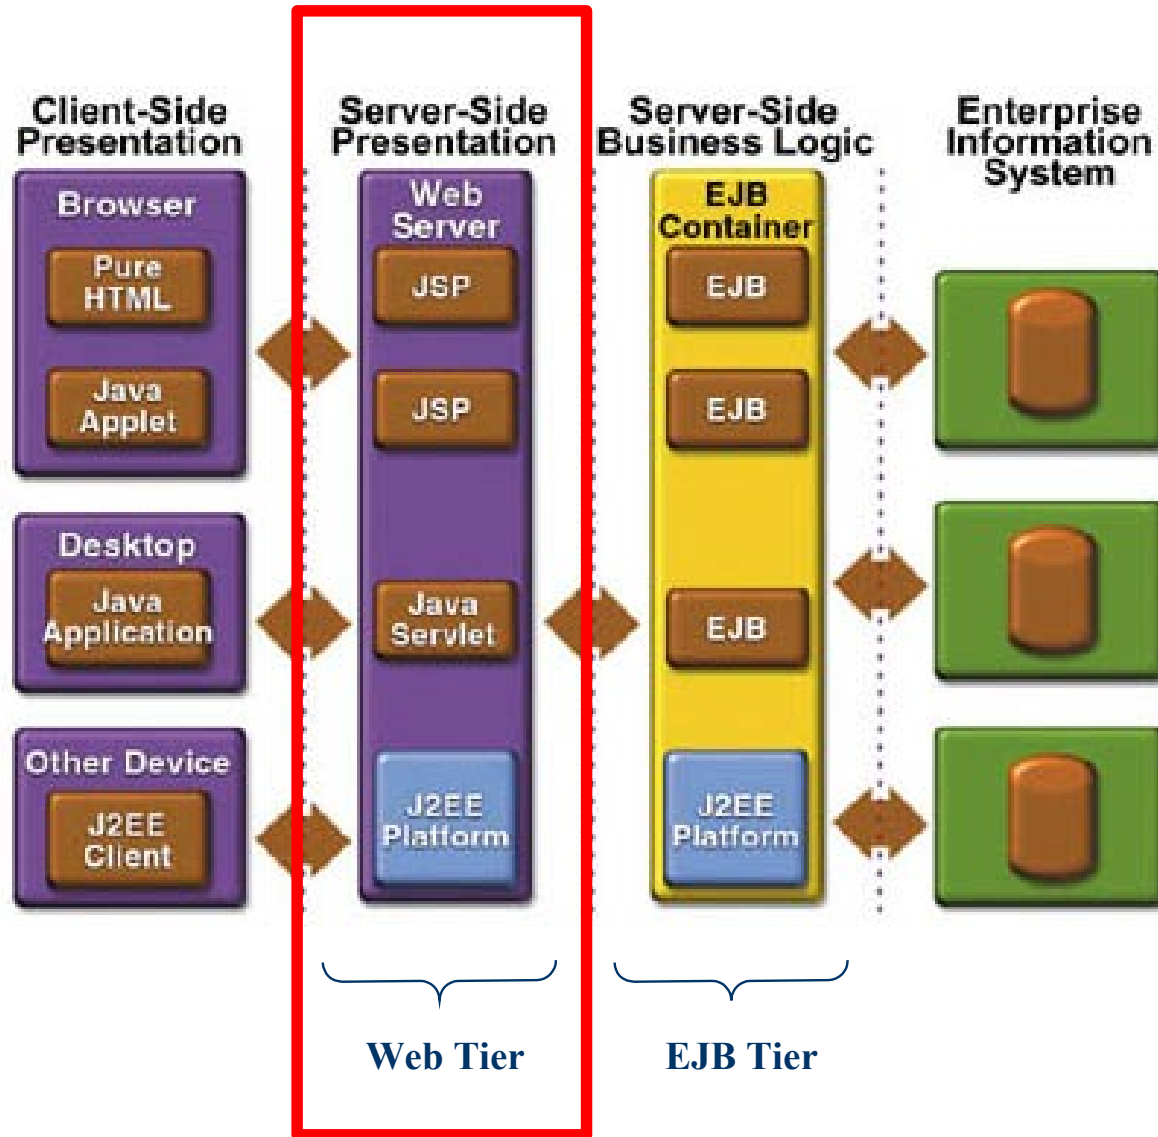 Client-Side
Presentation
Browser
Pure
HTML
Java
Applet
Desktop
Java
Application
Other Device
J2EE
Client
Server-Side
Presentation
Web
Server
JSP
JSP
Java
Servlet
J2EE
Platform
Web Tier
Server-Side
Business Logic
EJB
Container
EJB
EJB
EJB
J2EE
Platform
EJB Tier
Enterprise
Information
System